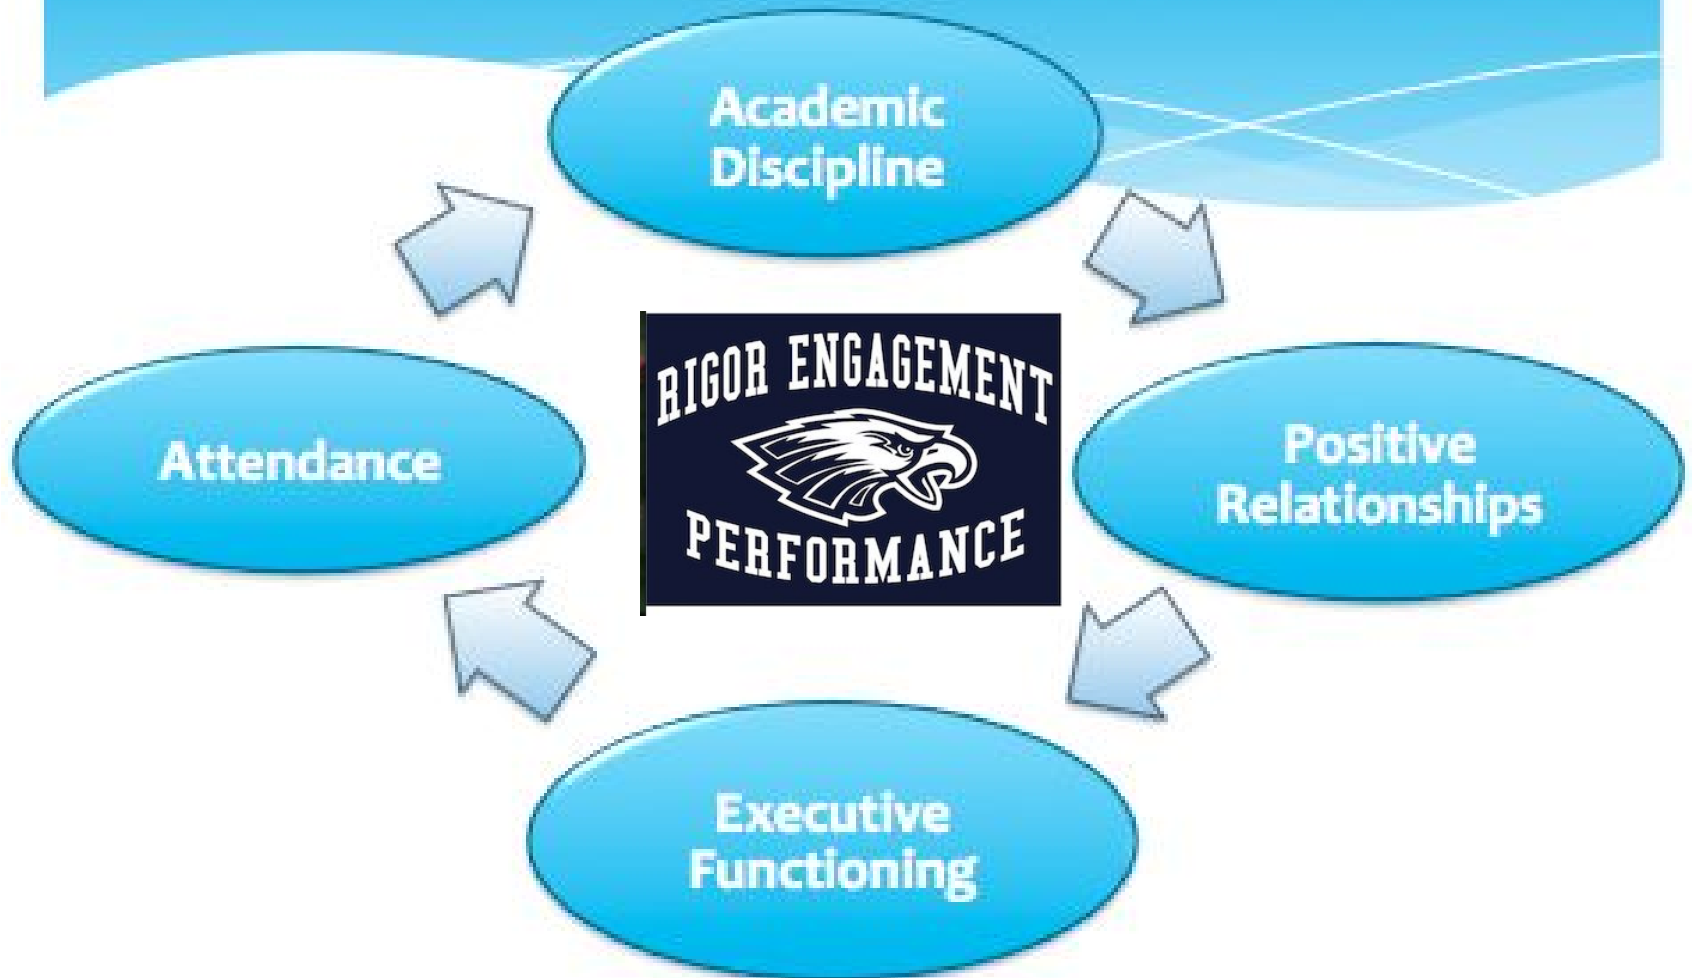 Academic
Discipline
RIGOR ENGAGEMENT
PERFORMANCE
Attendance
Positive
Relationships
Executive
Functioning